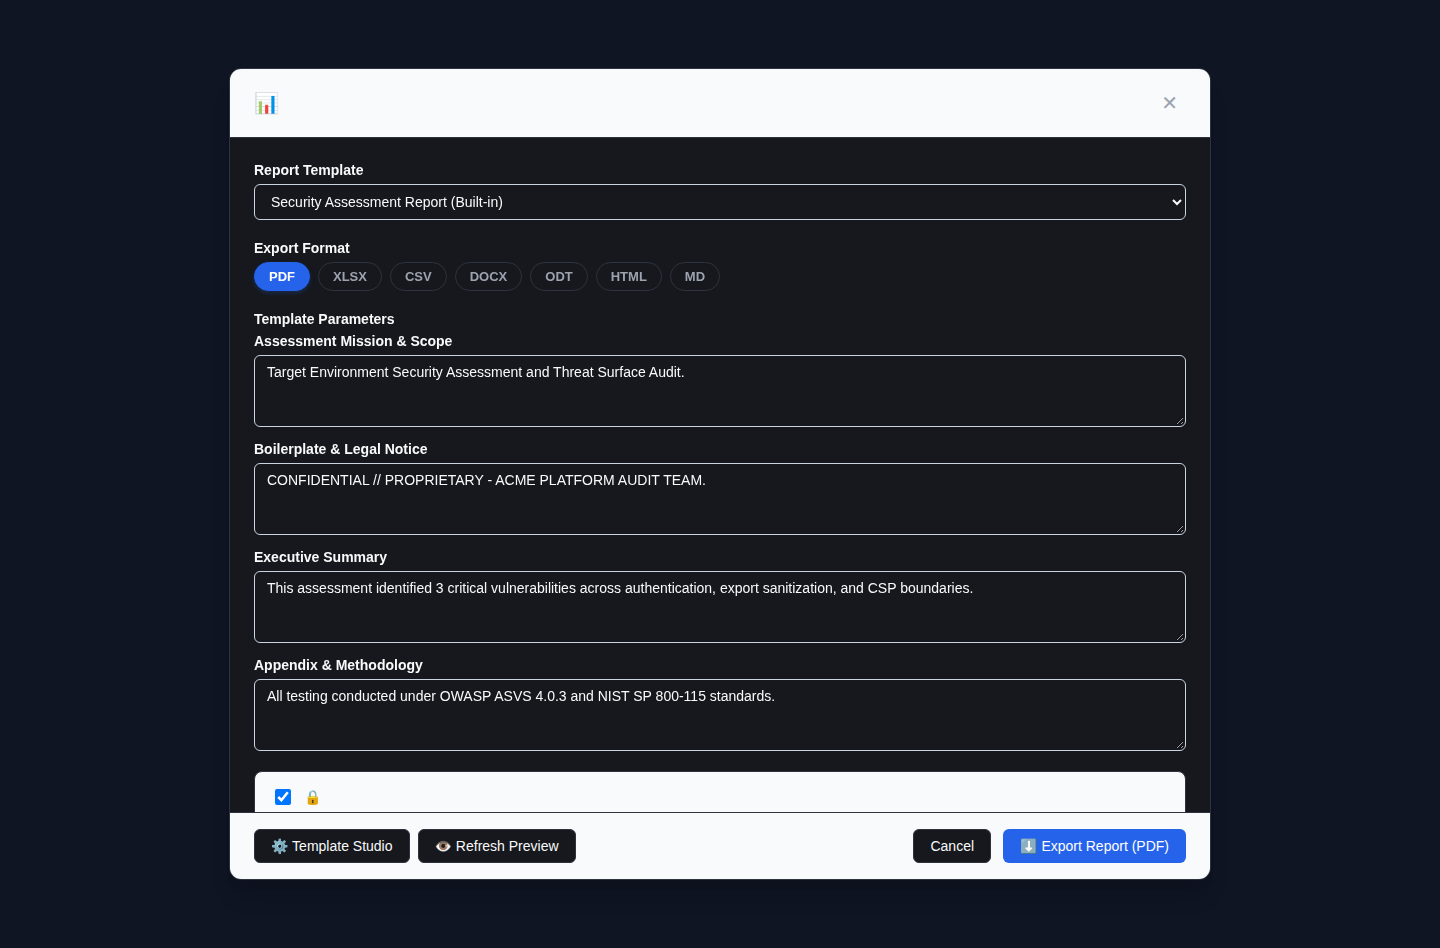 Report Template
Security Assessment Report (Built-in)
Export Format
PDF XLSX CSV DOCX ODT HTML MD
Template Parameters
Assessment Mission & Scope
Target Environment Security Assessment and Threat Surface Audit.
Boilerplate & Legal Notice
CONFIDENTIAL // PROPRIETARY - ACME PLATFORM AUDIT TEAM.
Executive Summary
This assessment identified 3 critical vulnerabilities across authentication, export sanitization, and CSP boundaries.
Appendix & Methodology
All testing conducted under OWASP ASVS 4.0.3 and NIST SP 800-115 standards.
Template Studio Refresh Preview Cancel Export Report (PDF)